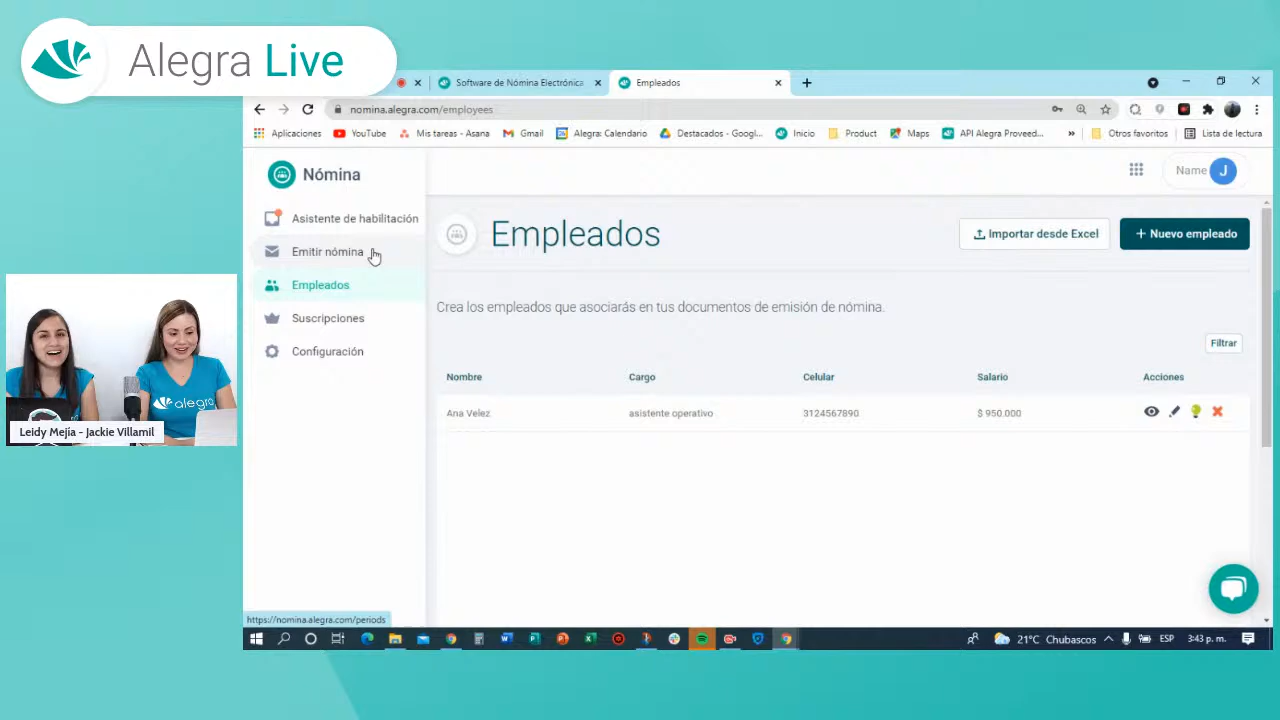 Alegra Live
Software de Nómina Electrónica
Empleados
nomina.alegra.com/employees
Aplicaciones
YouTube
Mis tareas - Asana
Gmail
Alegra: Calendario
Destacados - Googl...
Inicio
Product
Maps
API Alegra Proveed...
»
Otros favoritos
Lista de lectura
Nómina
Name
J
Asistente de habilitación
Emitir nómina
Empleados
Suscripciones
Configuración
Empleados
Importar desde Excel
+ Nuevo empleado
Crea los empleados que asociarás en tus documentos de emisión de nómina.
Filtrar
Nombre Cargo Celular Salario Acciones
Ana Velez asistente operativo 3124567890 $ 950.000
alegra
Leidy Mejía - Jackie Villamil
https://nomina.alegra.com/periods
21°C Chubascos
ESP
3:43 p. m.